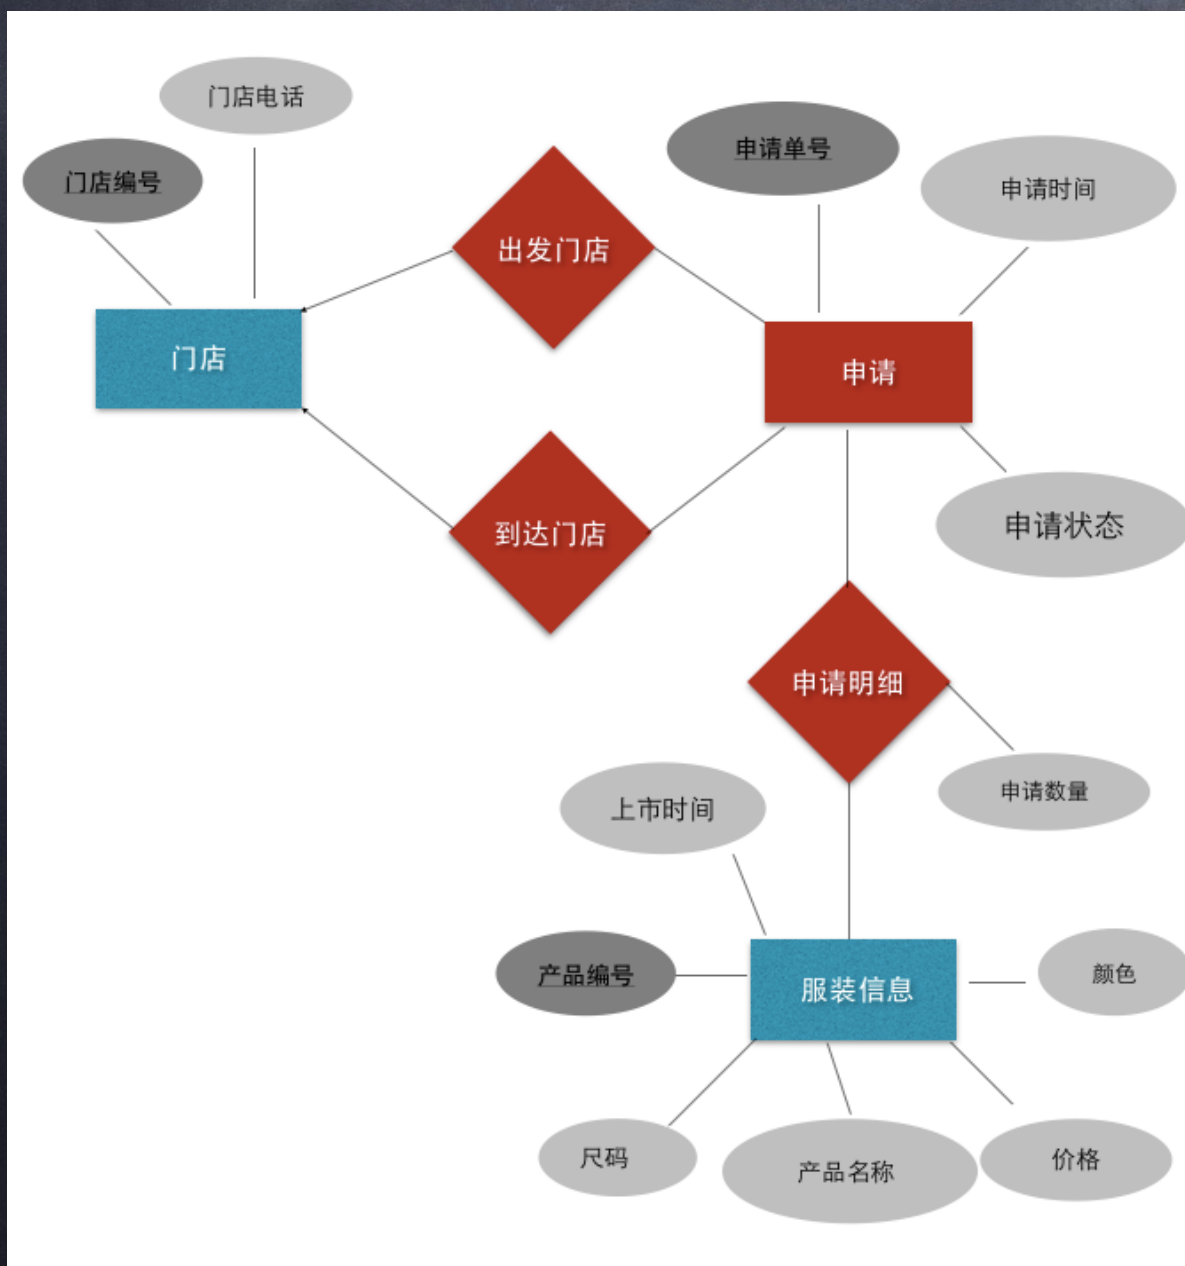 门店电话
门店编号
申请单号
申请时间
出发门店
门店
申请
到达门店
申请状态
申请明细
申请数量
上市时间
产品编号
服装信息
颜色
尺码
产品名称
价格